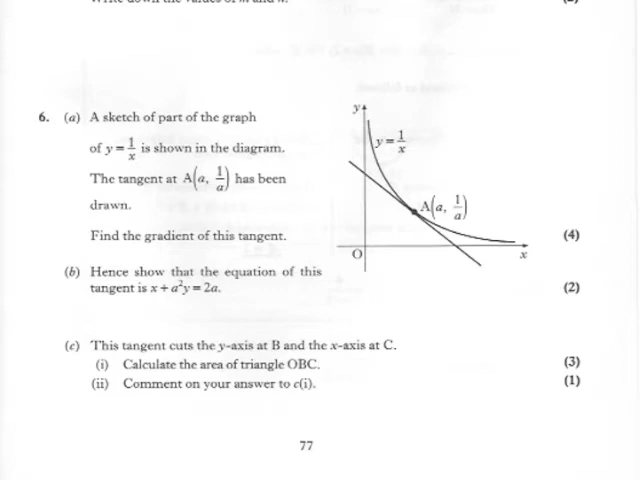 6. (a) A sketch of part of the graph
of y = 1/x is shown in the diagram.
The tangent at A(a, 1/a) has been
drawn.
Find the gradient of this tangent. (4)
y
y = 1/x
A(a, 1/a)
O
x
(b) Hence show that the equation of this
tangent is x + a²y = 2a. (2)
(c) This tangent cuts the y-axis at B and the x-axis at C.
(i) Calculate the area of triangle OBC. (3)
(ii) Comment on your answer to c(i). (1)
77